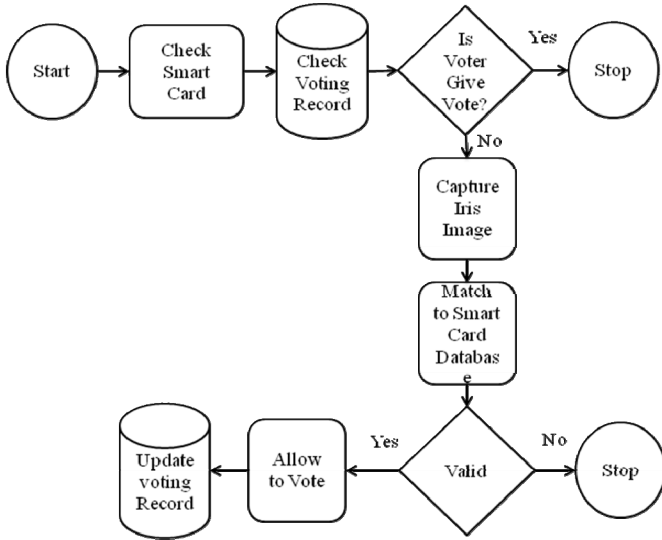 Start
Check
Smart
Card
Check
Voting
Record
Is
Voter
Give
Vote?
Yes
Stop
No
Capture
Iris
Image
Match
to Smart
Card
Databas
e
Valid
Yes
No
Allow
to Vote
Update
voting
Record
Stop